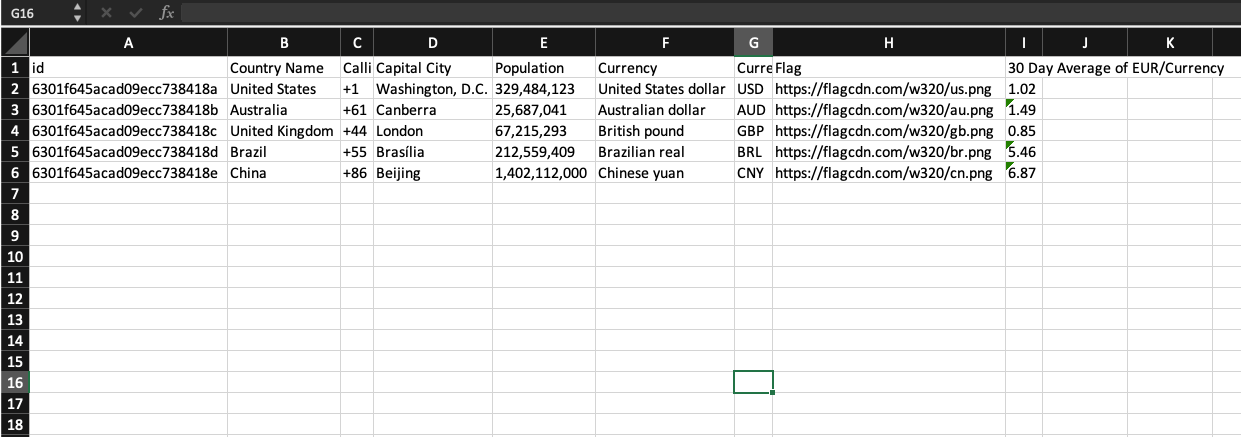 G16 fx
A B C D E F G H I J K
1 id Country Name Calli Capital City Population Currency Curre Flag 30 Day Average of EUR/Currency
2 6301f645acad09ecc738418a United States +1 Washington, D.C. 329,484,123 United States dollar USD https://flagcdn.com/w320/us.png 1.02
3 6301f645acad09ecc738418b Australia +61 Canberra 25,687,041 Australian dollar AUD https://flagcdn.com/w320/au.png 1.49
4 6301f645acad09ecc738418c United Kingdom +44 London 67,215,293 British pound GBP https://flagcdn.com/w320/gb.png 0.85
5 6301f645acad09ecc738418d Brazil +55 Brasília 212,559,409 Brazilian real BRL https://flagcdn.com/w320/br.png 5.46
6 6301f645acad09ecc738418e China +86 Beijing 1,402,112,000 Chinese yuan CNY https://flagcdn.com/w320/cn.png 6.87
7
8
9
10
11
12
13
14
15
16
17
18